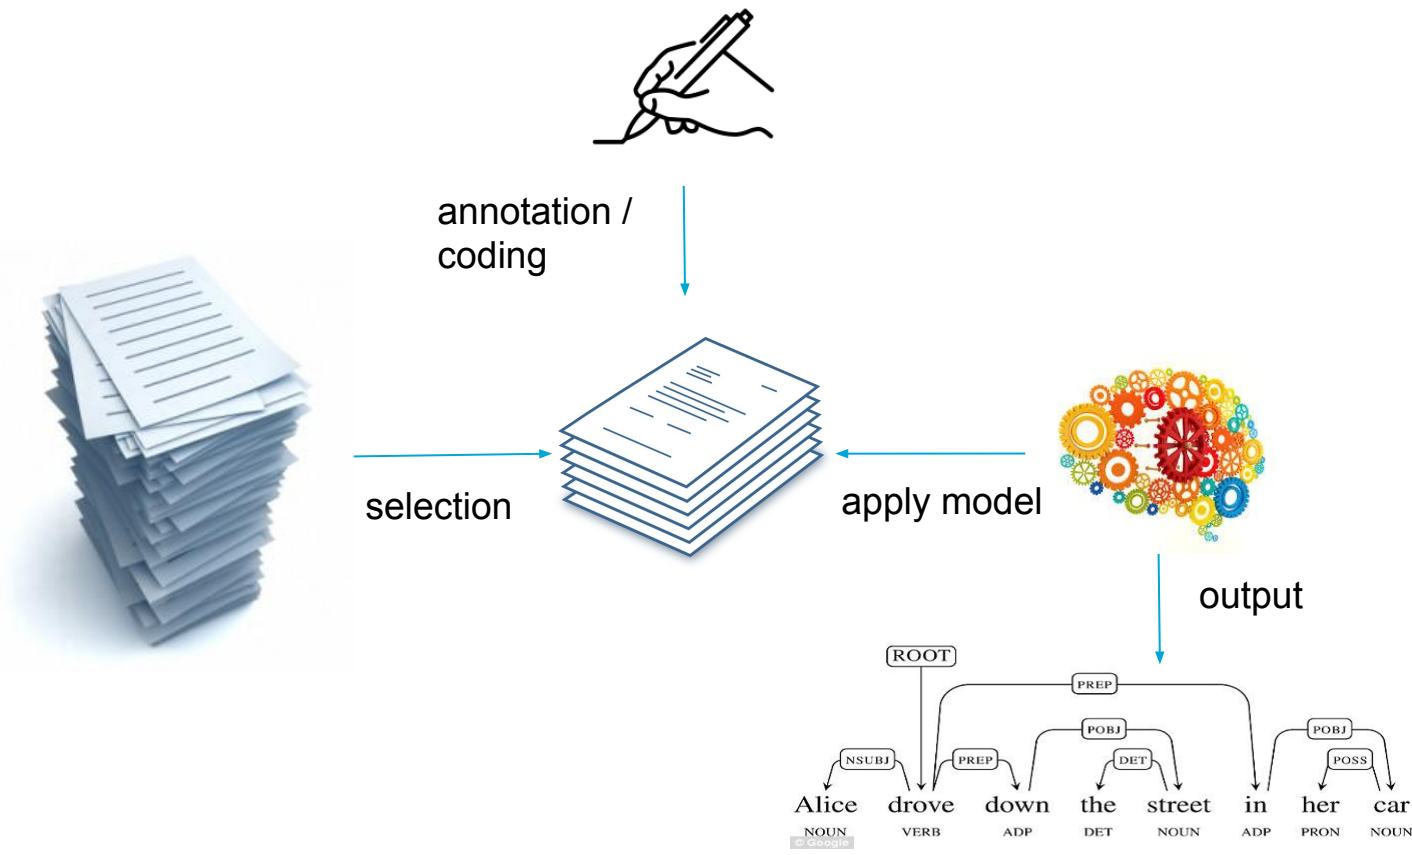 annotation /
coding
selection
apply model
output
ROOT
PREP
POBJ
POBJ
NSUBJ
PREP
DET
POSS
Alice drove down the street in her car
NOUN VERB ADP DET NOUN ADP PRON NOUN
© Google